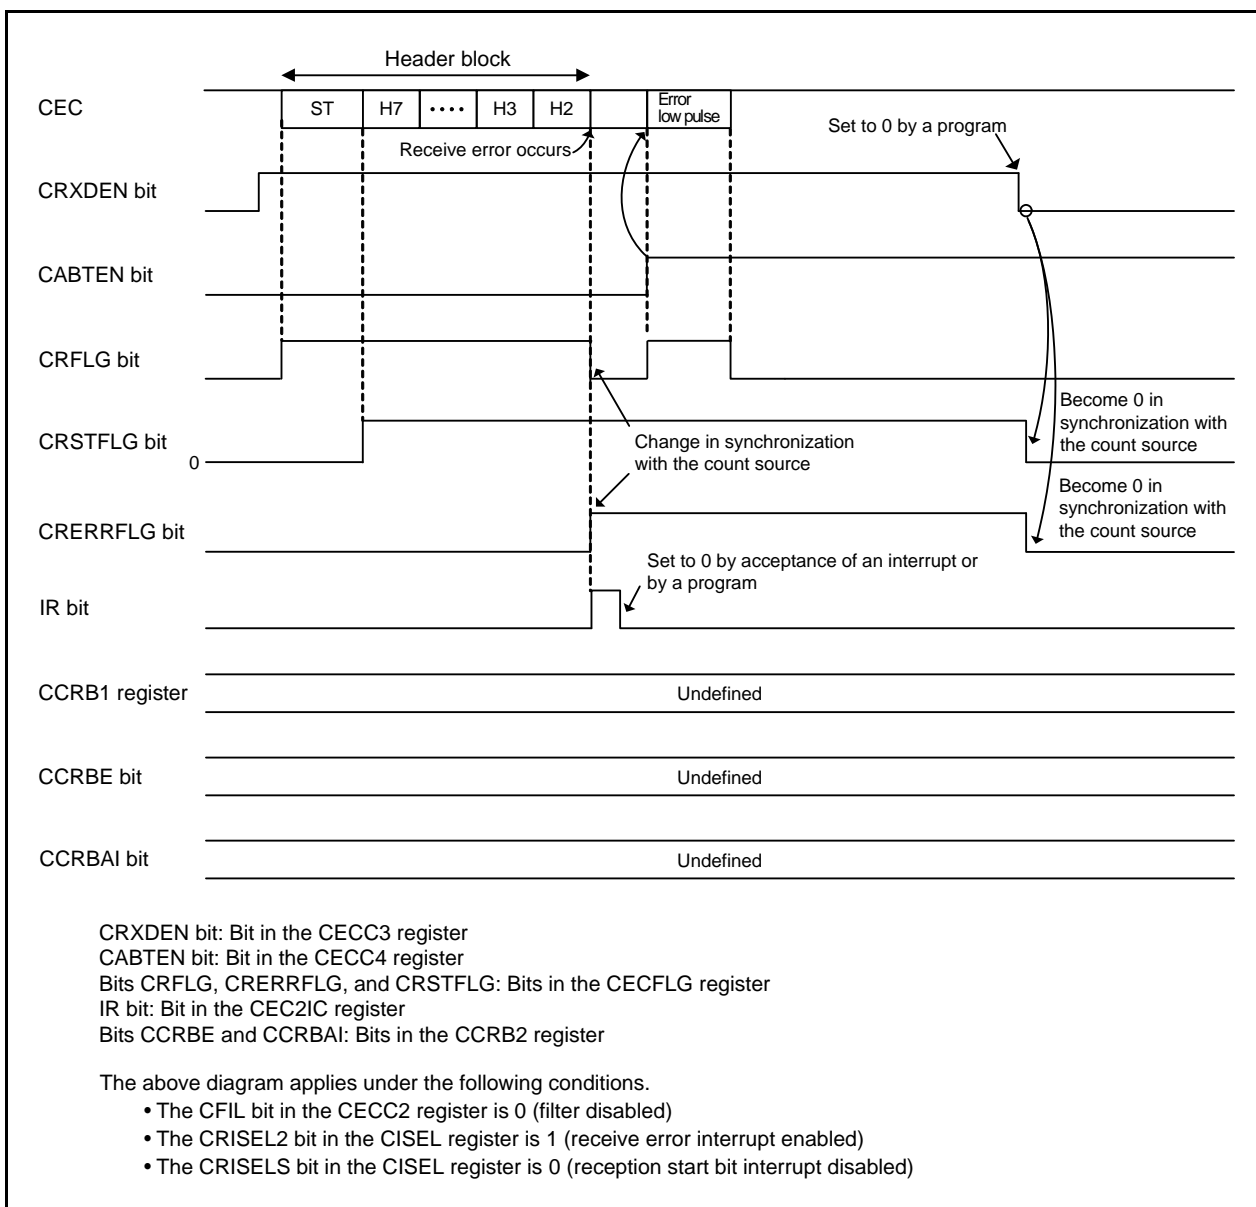 Header block
CEC
ST
H7
••••
H3
H2
Error
low pulse
Receive error occurs
Set to 0 by a program
CRXDEN bit
CABTEN bit
CRFLG bit
Become 0 in
synchronization with
the count source
CRSTFLG bit
0
Change in synchronization
with the count source
Become 0 in
synchronization with
the count source
CRERRFLG bit
Set to 0 by acceptance of an interrupt or
by a program
IR bit
CCRB1 register
Undefined
CCRBE bit
Undefined
CCRBAI bit
Undefined
CRXDEN bit: Bit in the CECC3 register
CABTEN bit: Bit in the CECC4 register
Bits CRFLG, CRERRFLG, and CRSTFLG: Bits in the CECFLG register
IR bit: Bit in the CEC2IC register
Bits CCRBE and CCRBAI: Bits in the CCRB2 register
The above diagram applies under the following conditions.
• The CFIL bit in the CECC2 register is 0 (filter disabled)
• The CRISEL2 bit in the CISEL register is 1 (receive error interrupt enabled)
• The CRISELS bit in the CISEL register is 0 (reception start bit interrupt disabled)